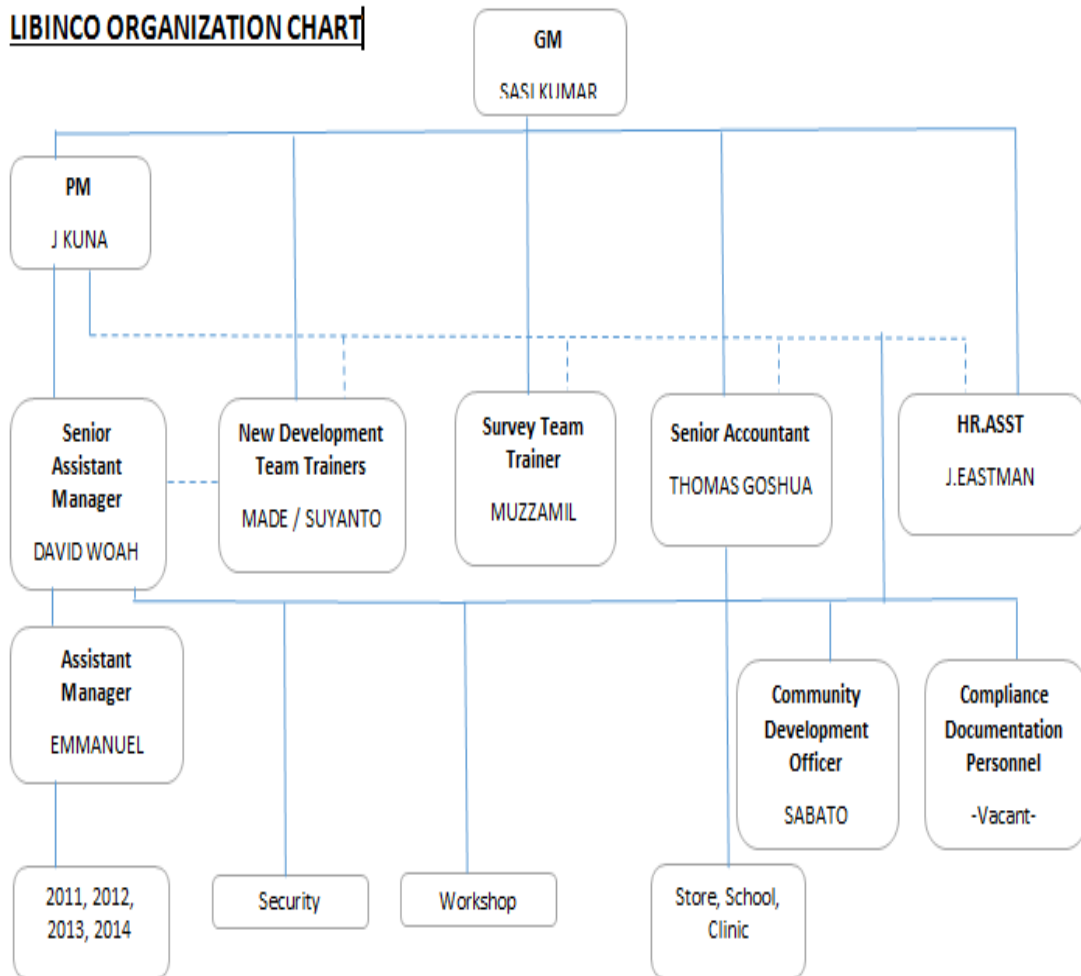 LIBINCO ORGANIZATION CHART
GM
SASI KUMAR
PM
J KUNA
Senior
Assistant
Manager
DAVID WOAH
New Development
Team Trainers
MADE / SUYANTO
Survey Team
Trainer
MUZZAMIL
Senior Accountant
THOMAS GOSHUA
HR.ASST
J.EASTMAN
Assistant
Manager
EMMANUEL
Community
Development
Officer
SABATO
Compliance
Documentation
Personnel
-Vacant-
2011, 2012,
2013, 2014
Security
Workshop
Store, School,
Clinic